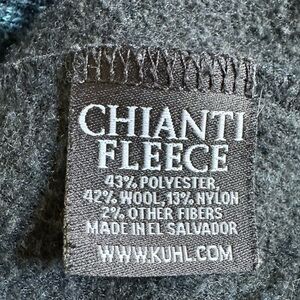 CHIANTI
FLEECE
43% POLYESTER,
42% WOOL, 13% NYLON
2% OTHER FIBERS
MADE IN EL SALVADOR
WWW.KUHL.COM